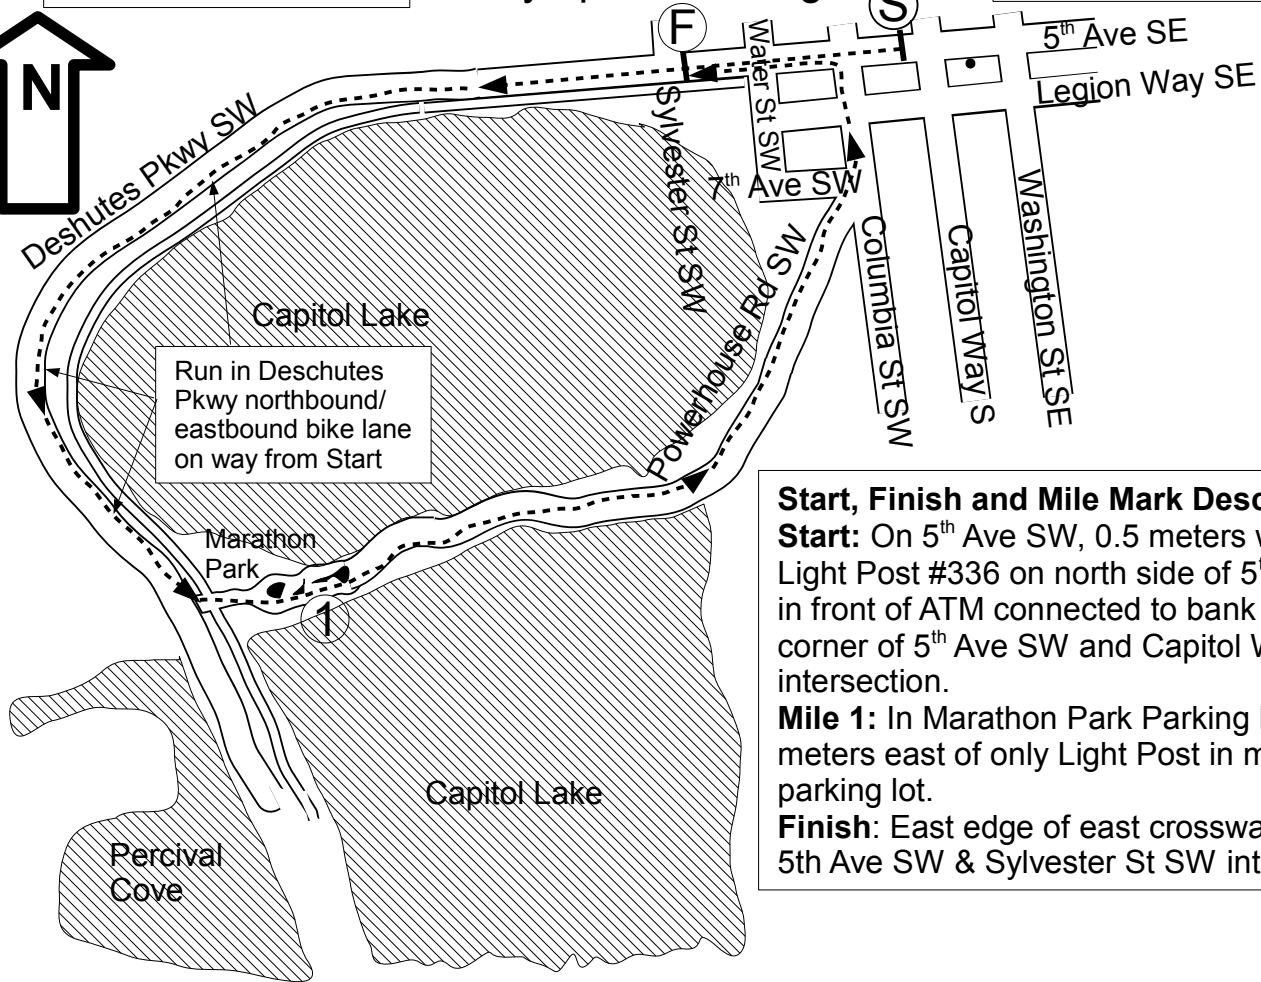 F
S
N
5th Ave SE
Legion Way SE
Water St SW
Sylvester St SW
7th Ave SW
Deshutes Pkwy SW
Columbia St SW
Capitol Way S
Washington St SE
Powerhouse Rd SW
Capitol Lake
Run in Deschutes
Pkwy northbound/
eastbound bike lane
on way from Start
Marathon
Park
1
Capitol Lake
Percival
Cove
Start, Finish and Mile Mark Desc
Start: On 5th Ave SW, 0.5 meters w
Light Post #336 on north side of 5t
in front of ATM connected to bank
corner of 5th Ave SW and Capitol W
intersection.
Mile 1: In Marathon Park Parking
meters east of only Light Post in m
parking lot.
Finish: East edge of east crosswa
5th Ave SW & Sylvester St SW int